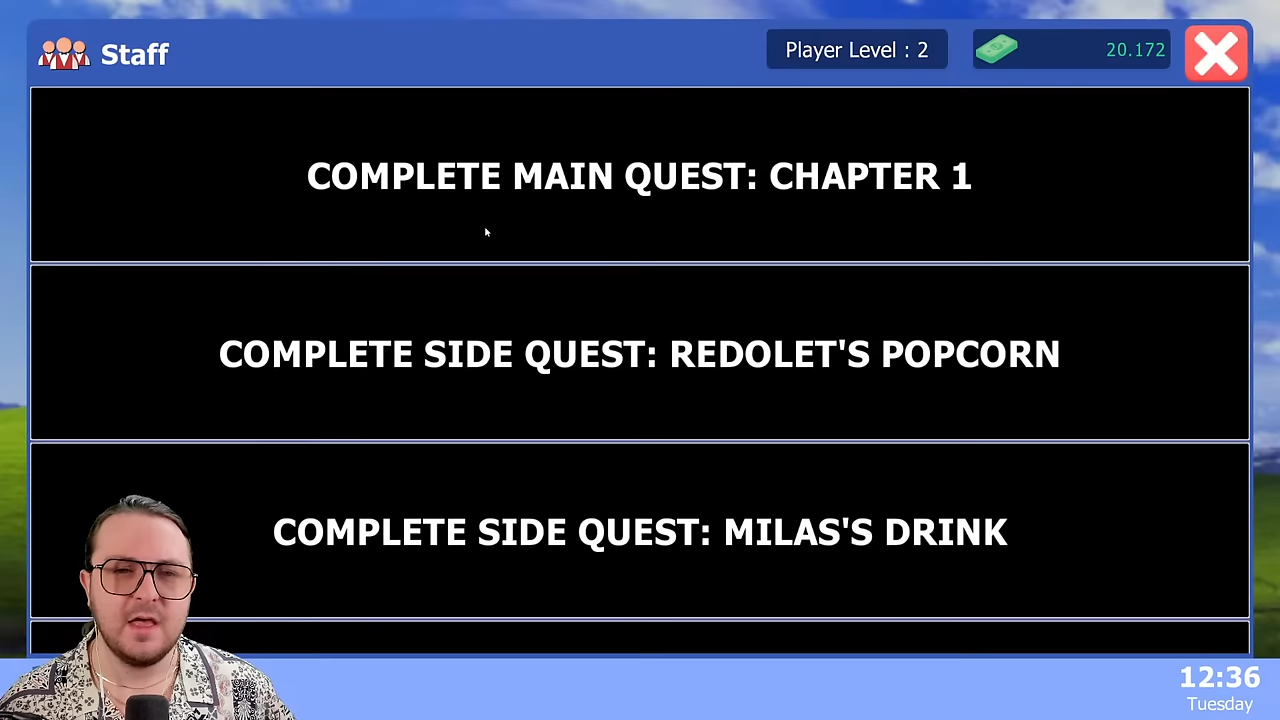 Staff
Player Level : 2
20.172
COMPLETE MAIN QUEST: CHAPTER 1
COMPLETE SIDE QUEST: REDOLET'S POPCORN
COMPLETE SIDE QUEST: MILAS'S DRINK
12:36
Tuesday